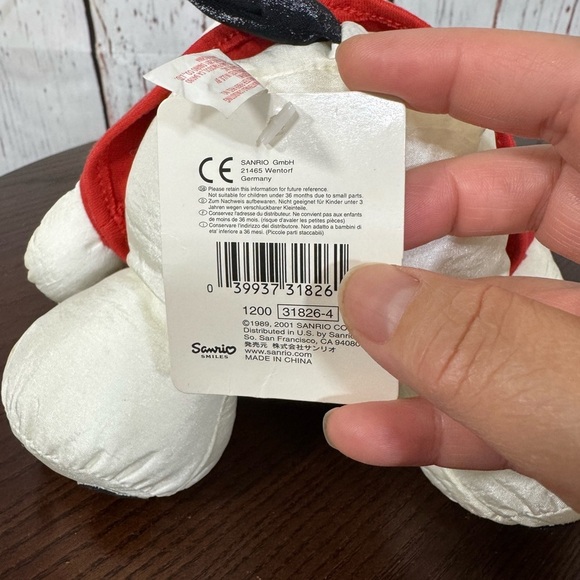 CE
SANRIO GmbH
21465 Wentorf
Germany
GB Please retain this information for future reference.
Not suitable for children under 36 months due to small parts.
Zum Nachweis aufbewahren. Nicht geeignet für Kinder unter 3
Jahren wegen verschluckbarer Kleinteile.
Conservez l'adresse du distributeur. Ne convient pas aux enfants
de moins de 36 mois. (risque d'avaler les petites pièces)
Conservare l'indirizzo del distributore. Non adatto a bambini di
età inferiore a 36 mesi. (Piccole parti staccabili)
0 39937 31826
1200 31826-4
©1989, 2001 SANRIO CO
Distributed in U.S. by Sanrio
So. San Francisco, CA 94080
発売元 株式会社サンリオ
www.sanrio.com
MADE IN CHINA
Sanrio
SMILES